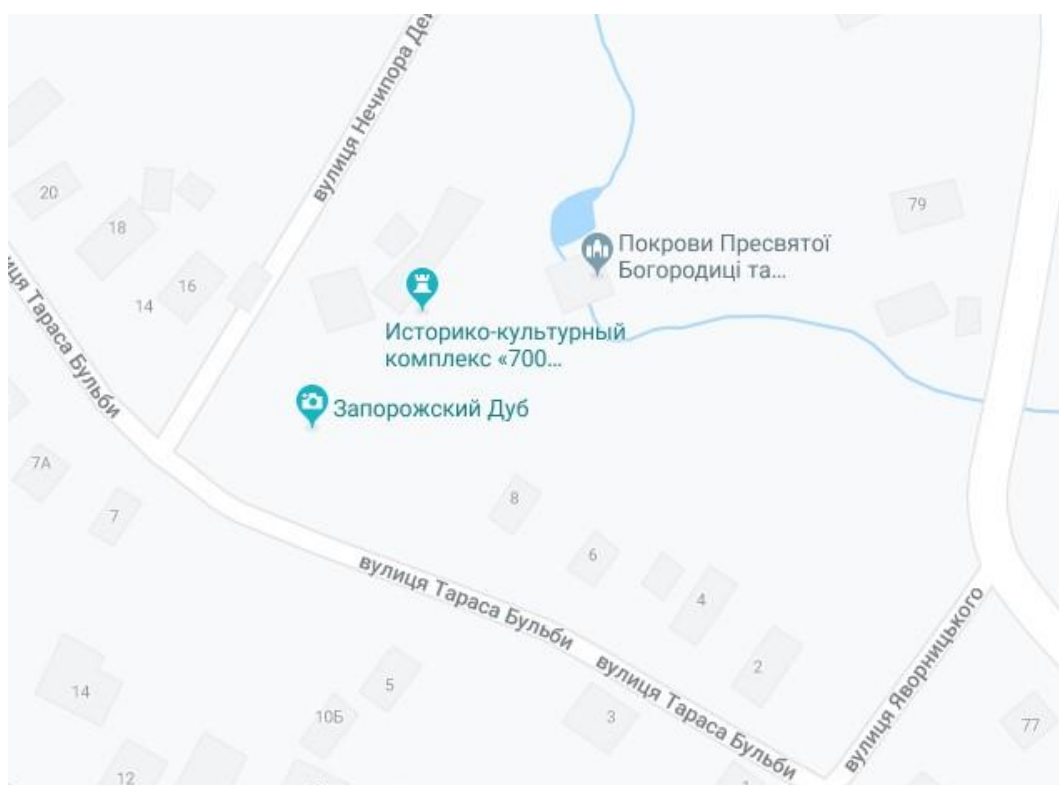 вулиця Нечипора Де
20
18
16
14
79
Покрови Пресвятої
Богородиці та...
Историко-культурный
комплекс «700...
Запорожский Дуб
Тараса Бульби
7А
7
8
6
4
2
вулиця Тараса Бульби
вулиця Тараса Бульби
вулиця Яворницького
14
5
10Б
3
77
12